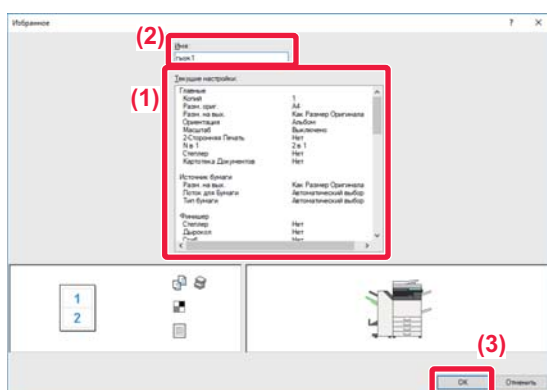 Избранное
? X
(2)
Имя:
(1)
Текущие настройки:
Главные
Копий 1
Разм. ориг. A4
Разм. на вых. Как Размер Оригинала
Ориентация Альбом
Масштаб Выключено
2-Сторонняя Печать Нет
N в 1 2 в 1
Степлер Нет
Картотека Документов Нет
Источник бумаги
Разм. на вых. Как Размер Оригинала
Лоток для Бумаги Автоматический выбор
Тип бумаги Автоматический выбор
Финишер
Степлер Нет
Дырокол Нет
Сгиб Нет
1
2
(3)
OK Отменить